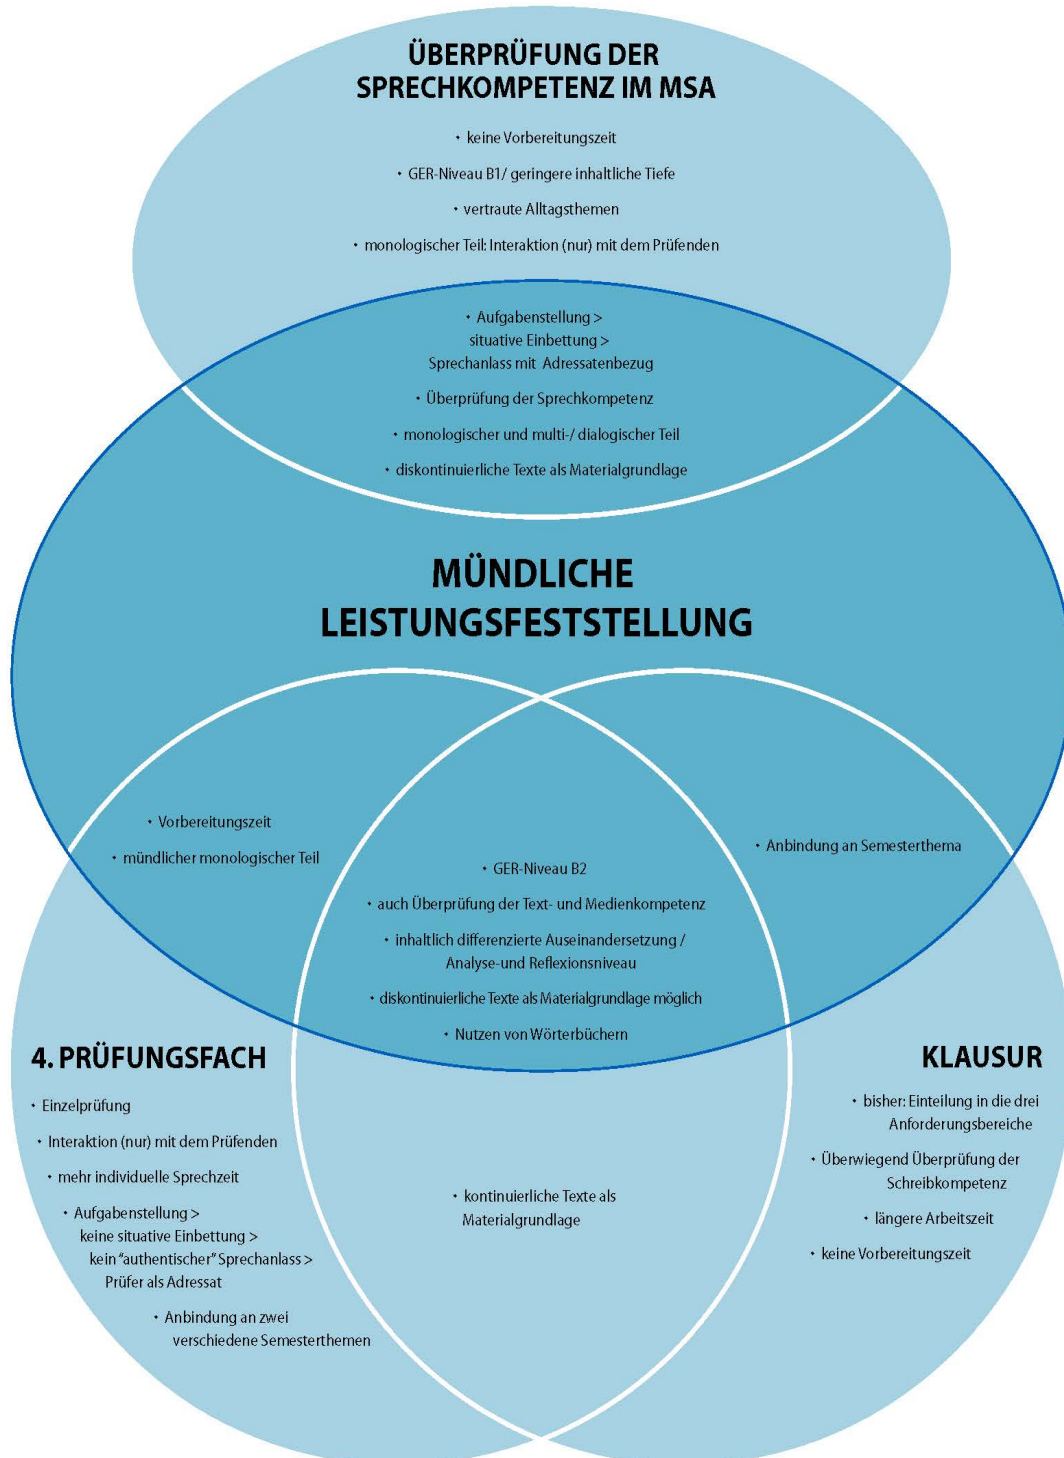 ÜBERPRÜFUNG DER
SPRECHKOMPETENZ IM MSA
• keine Vorbereitungszeit
• GER-Niveau B1/ geringere inhaltliche Tiefe
• vertraute Alltagsthemen
• monologischer Teil: Interaktion (nur) mit dem Prüfenden
• Aufgabenstellung >
situative Einbettung >
Sprechanlass mit Adressatenbezug
• Überprüfung der Sprechkompetenz
• monologischer und multi-/ dialogischer Teil
• diskontinuierliche Texte als Materialgrundlage
MÜNDLICHE
LEISTUNGSFESTSTELLUNG
• Vorbereitungszeit
• mündlicher monologischer Teil
• GER-Niveau B2
• auch Überprüfung der Text- und Medienkompetenz
• inhaltlich differenzierte Auseinandersetzung /
Analyse-und Reflexionsniveau
• diskontinuierliche Texte als Materialgrundlage möglich
• Nutzen von Wörterbüchern
• Anbindung an Semesterthema
4. PRÜFUNGSFACH
• Einzelprüfung
• Interaktion (nur) mit dem Prüfenden
• mehr individuelle Sprechzeit
• Aufgabenstellung >
keine situative Einbettung >
kein “authentischer” Sprechanlass >
Prüfer als Adressat
• Anbindung an zwei
verschiedene Semesterthemen
• kontinuierliche Texte als
Materialgrundlage
KLAUSUR
• bisher: Einteilung in die drei
Anforderungsbereiche
• Überwiegend Überprüfung der
Schreibkompetenz
• längere Arbeitszeit
• keine Vorbereitungszeit